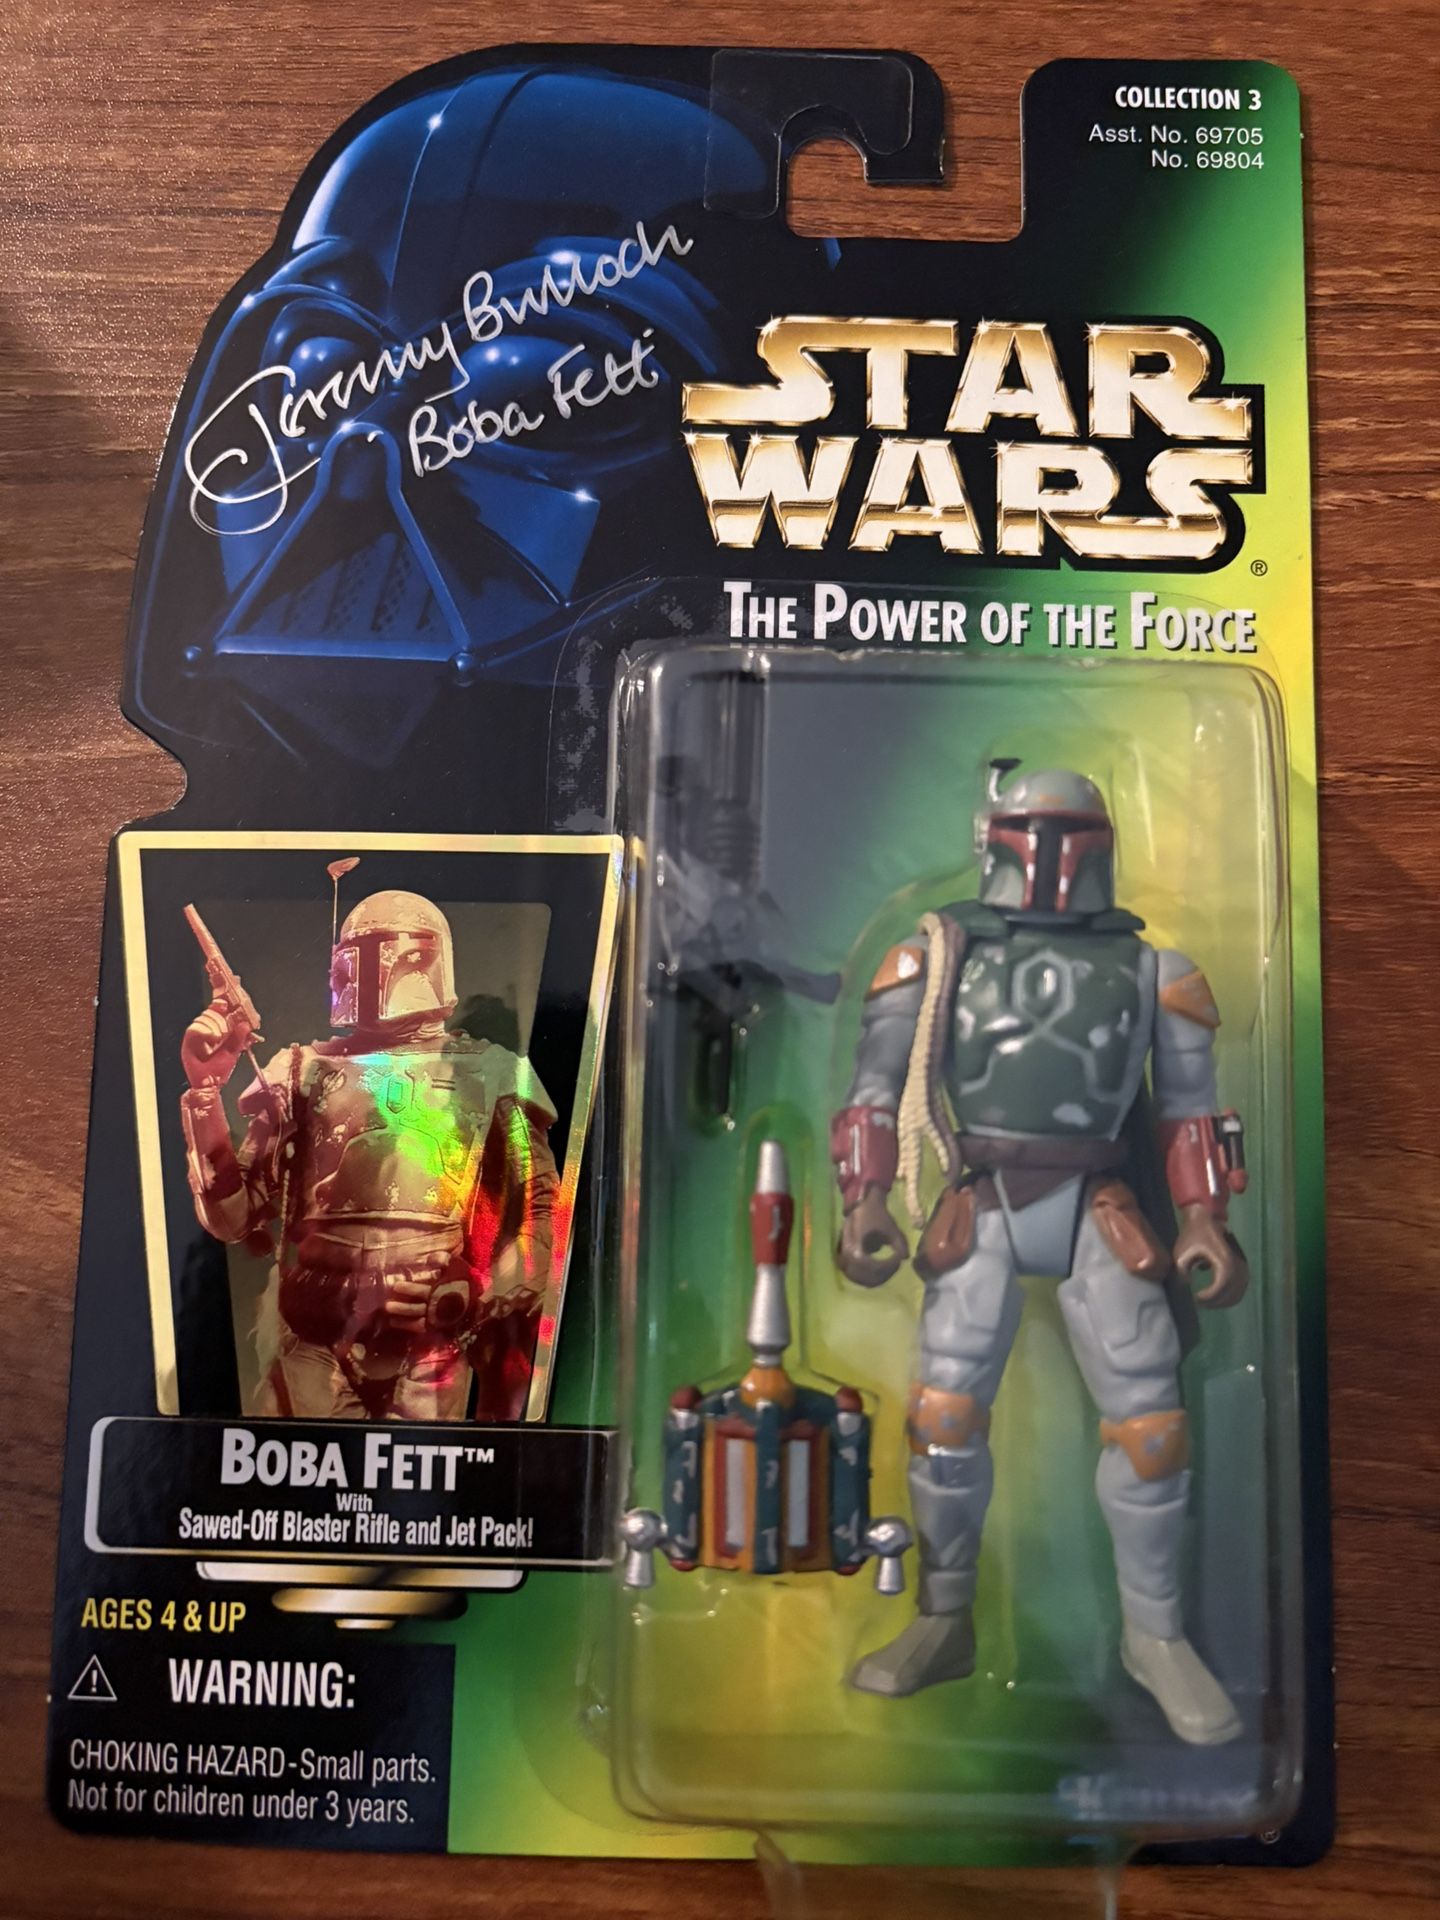 COLLECTION 3
Asst. No. 69705
No. 69804
Jeremy Bulloch
Boba Fett
STAR
WARS
®
THE POWER OF THE FORCE
BOBA FETT™
With
Sawed-Off Blaster Rifle and Jet Pack!
AGES 4 & UP
WARNING:
CHOKING HAZARD-Small parts.
Not for children under 3 years.
Kenner
®